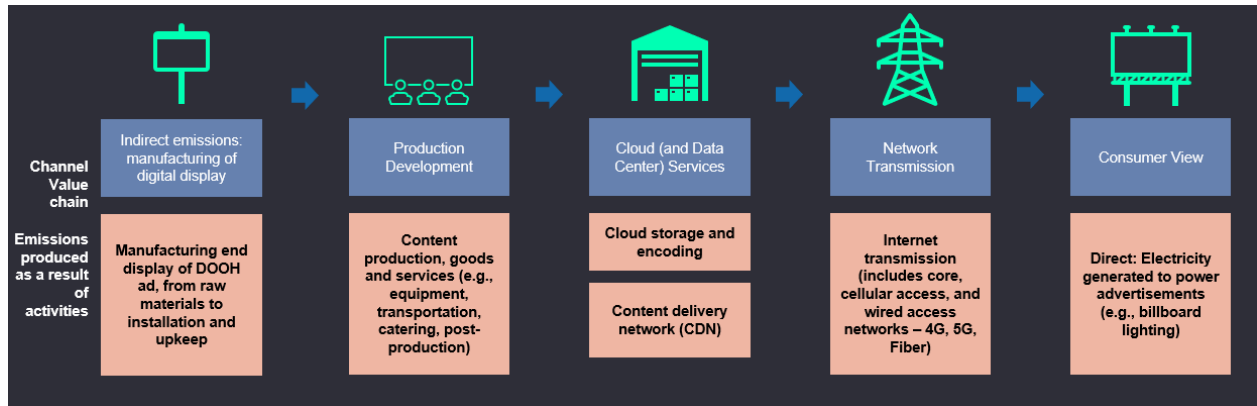 Channel
Value
chain
Indirect emissions:
manufacturing of
digital display
Production
Development
Cloud (and Data
Center) Services
Network
Transmission
Consumer View
Emissions
produced
as a result
of
activities
Manufacturing end
display of DOOH
ad, from raw
materials to
installation and
upkeep
Content
production, goods
and services (e.g.,
equipment,
transportation,
catering, post-
production)
Cloud storage and
encoding
Content delivery
network (CDN)
Internet
transmission
(includes core,
cellular access, and
wired access
networks – 4G, 5G,
Fiber)
Direct: Electricity
generated to power
advertisements
(e.g., billboard
lighting)